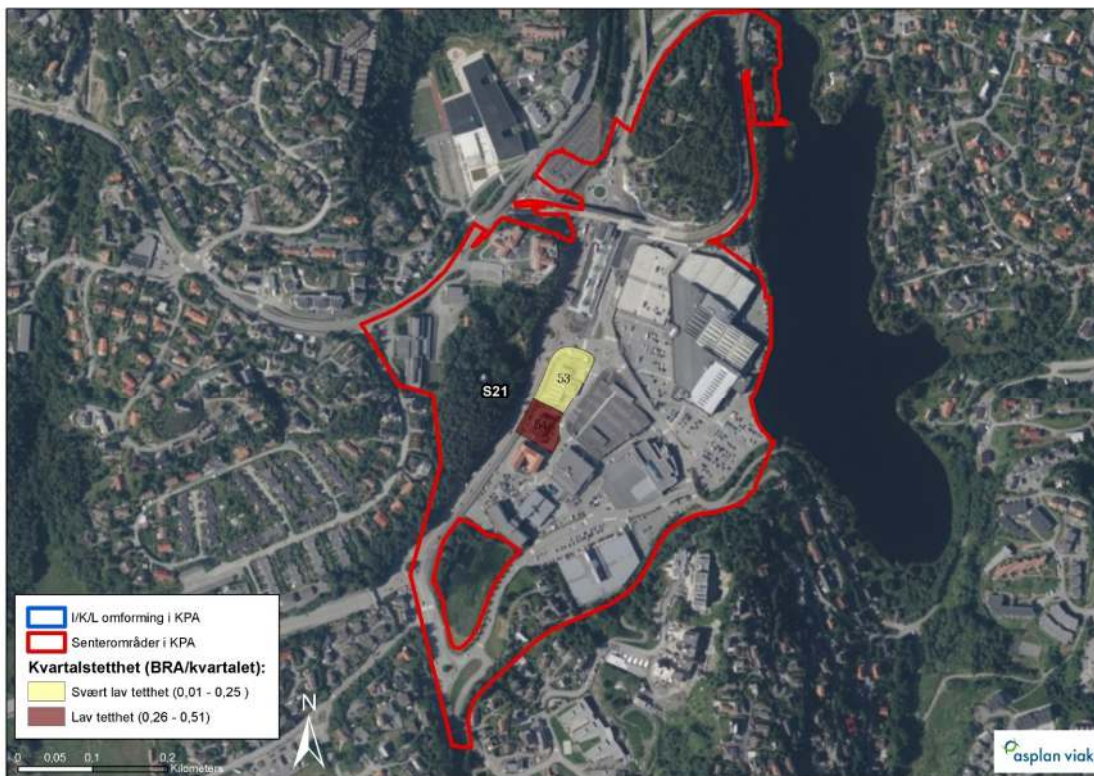 53
S21
I/K/L omforming i KPA
Senterområder i KPA
Kvartalstetthet (BRA/kvartalet):
Svært lav tetthet (0,01 - 0,25 )
Lav tetthet (0,26 - 0,51)
N
0 0,05 0,1 0,2
Kilometers
asplan viak